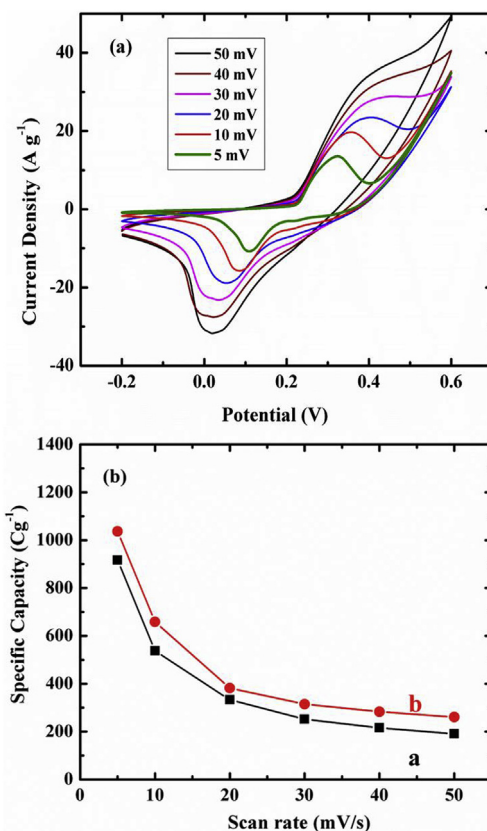 (a)
50 mV
40 mV
30 mV
20 mV
10 mV
5 mV
40
20
0
-20
-40
Current Density (A g-1)
-0.2 0.0 0.2 0.4 0.6
Potential (V)
(b)
1400
1200
1000
800
600
400
200
0
Specific Capacity (Cg-1)
b
a
0 10 20 30 40 50
Scan rate (mV/s)